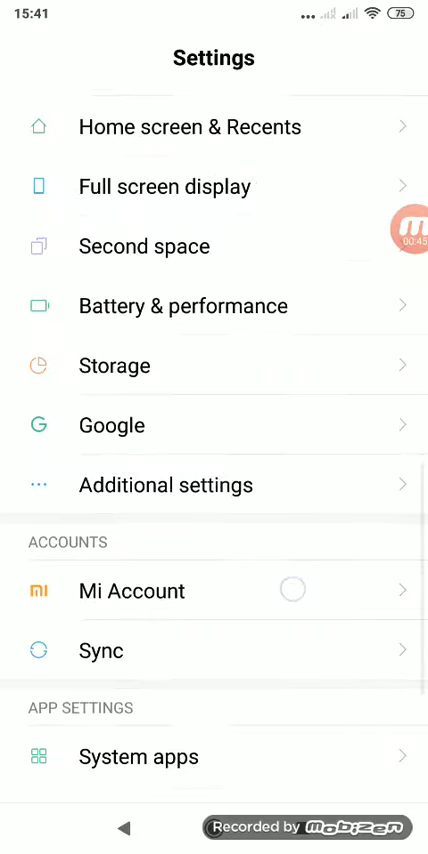 15:41
75
Settings
Home screen & Recents
Full screen display
00:45
Second space
Battery & performance
Storage
Google
Additional settings
ACCOUNTS
Mi Account
Sync
APP SETTINGS
System apps
Recorded by mobizen